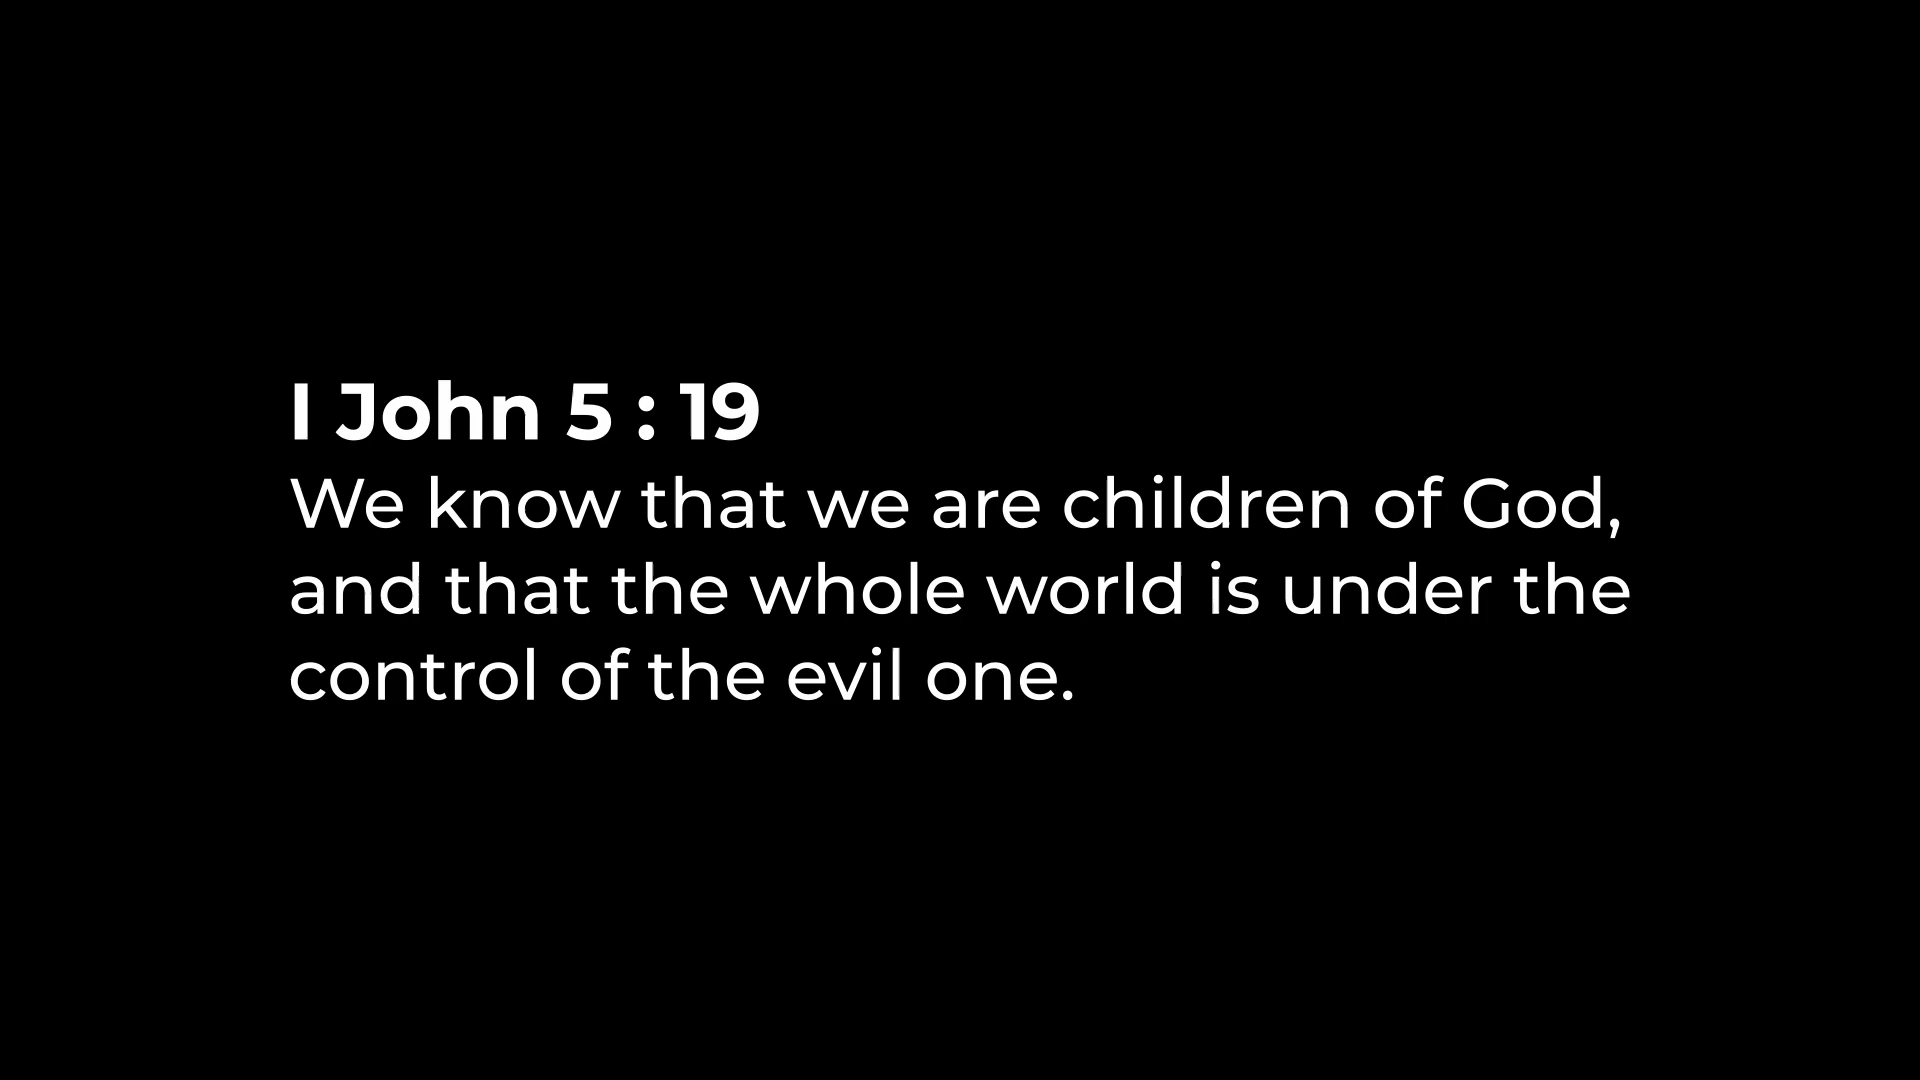 I John 5 : 19
We know that we are children of God,
and that the whole world is under the
control of the evil one.